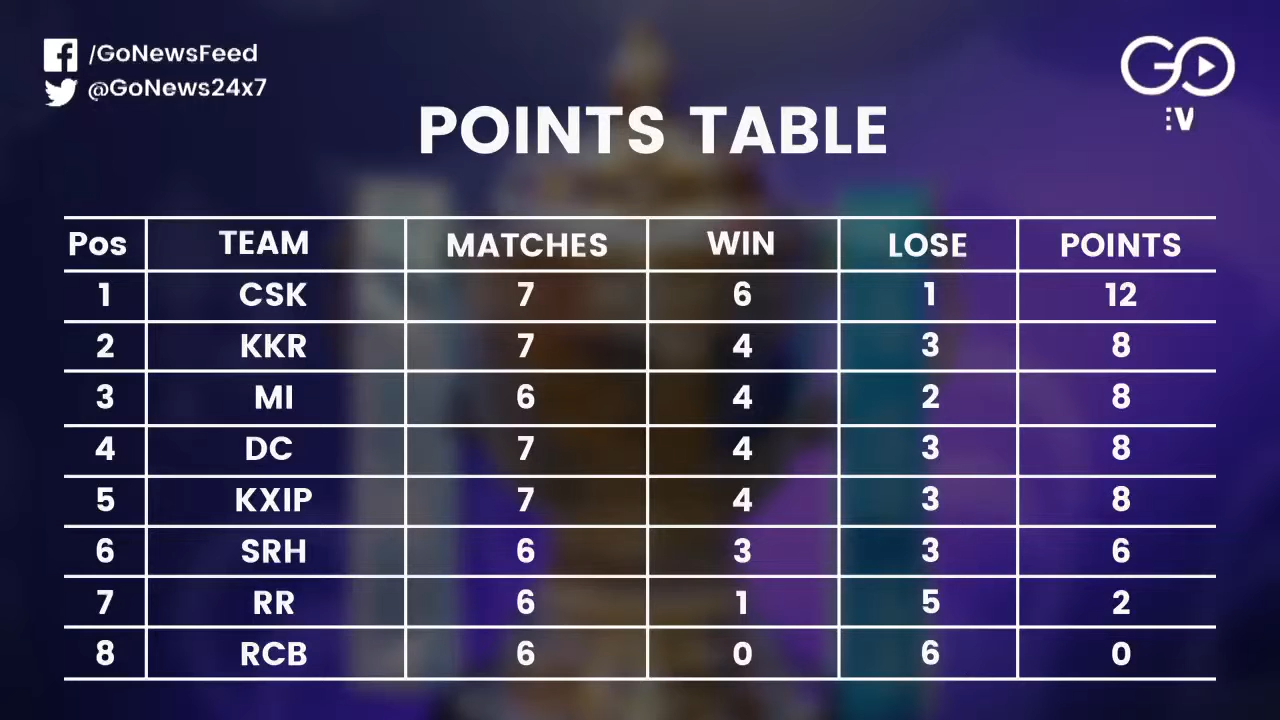 /GoNewsFeed
@GoNews24x7
GO
POINTS TABLE
Pos TEAM MATCHES WIN LOSE POINTS
1 CSK 7 6 1 12
2 KKR 7 4 3 8
3 MI 6 4 2 8
4 DC 7 4 3 8
5 KXIP 7 4 3 8
6 SRH 6 3 3 6
7 RR 6 1 5 2
8 RCB 6 0 6 0